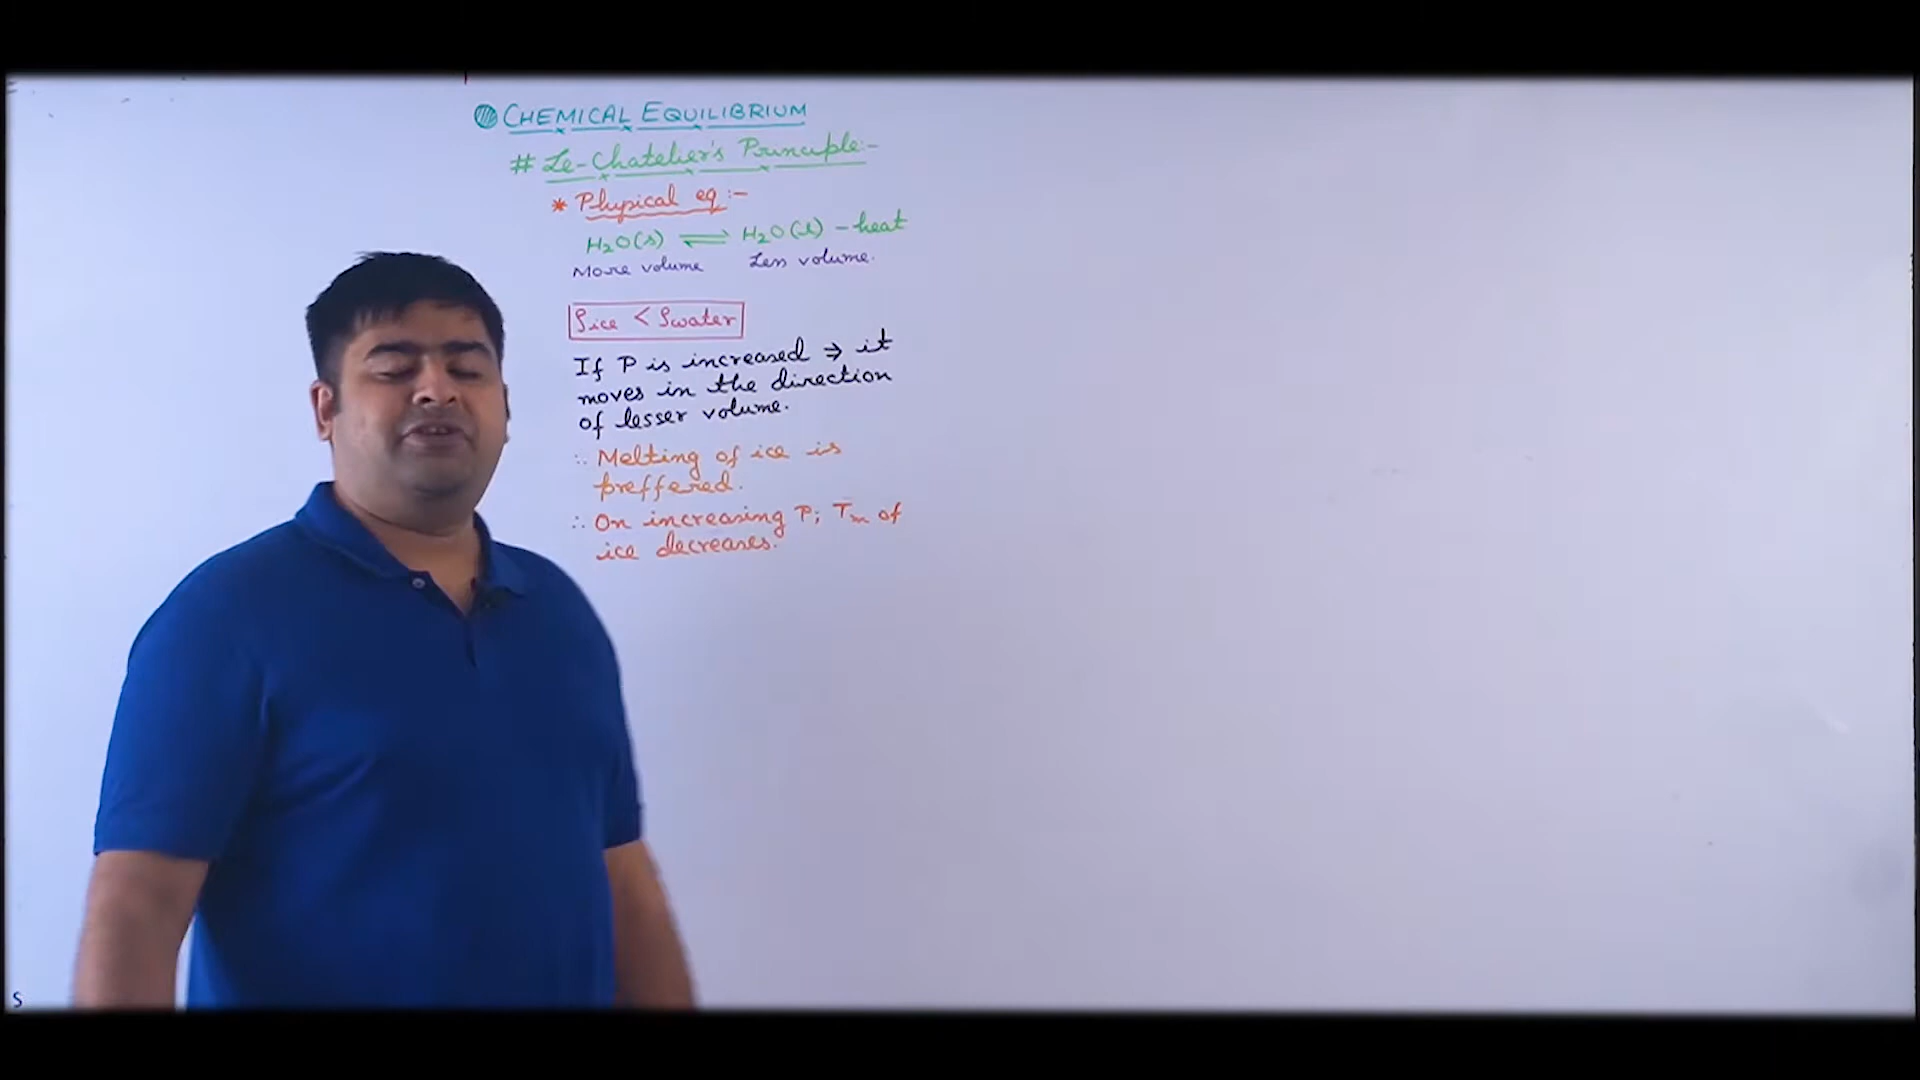 CHEMICAL EQUILIBRIUM
# Le-Chatelier's Principle:-
* Physical eq:-
H₂O(s) ⇌ H₂O(l) - heat
More volume Less volume.
ρice < ρwater
If P is increased ⇒ it
moves in the direction
of lesser volume.
∴ Melting of ice is
preffered.
∴ On increasing P; Tm of
ice decreases.
S